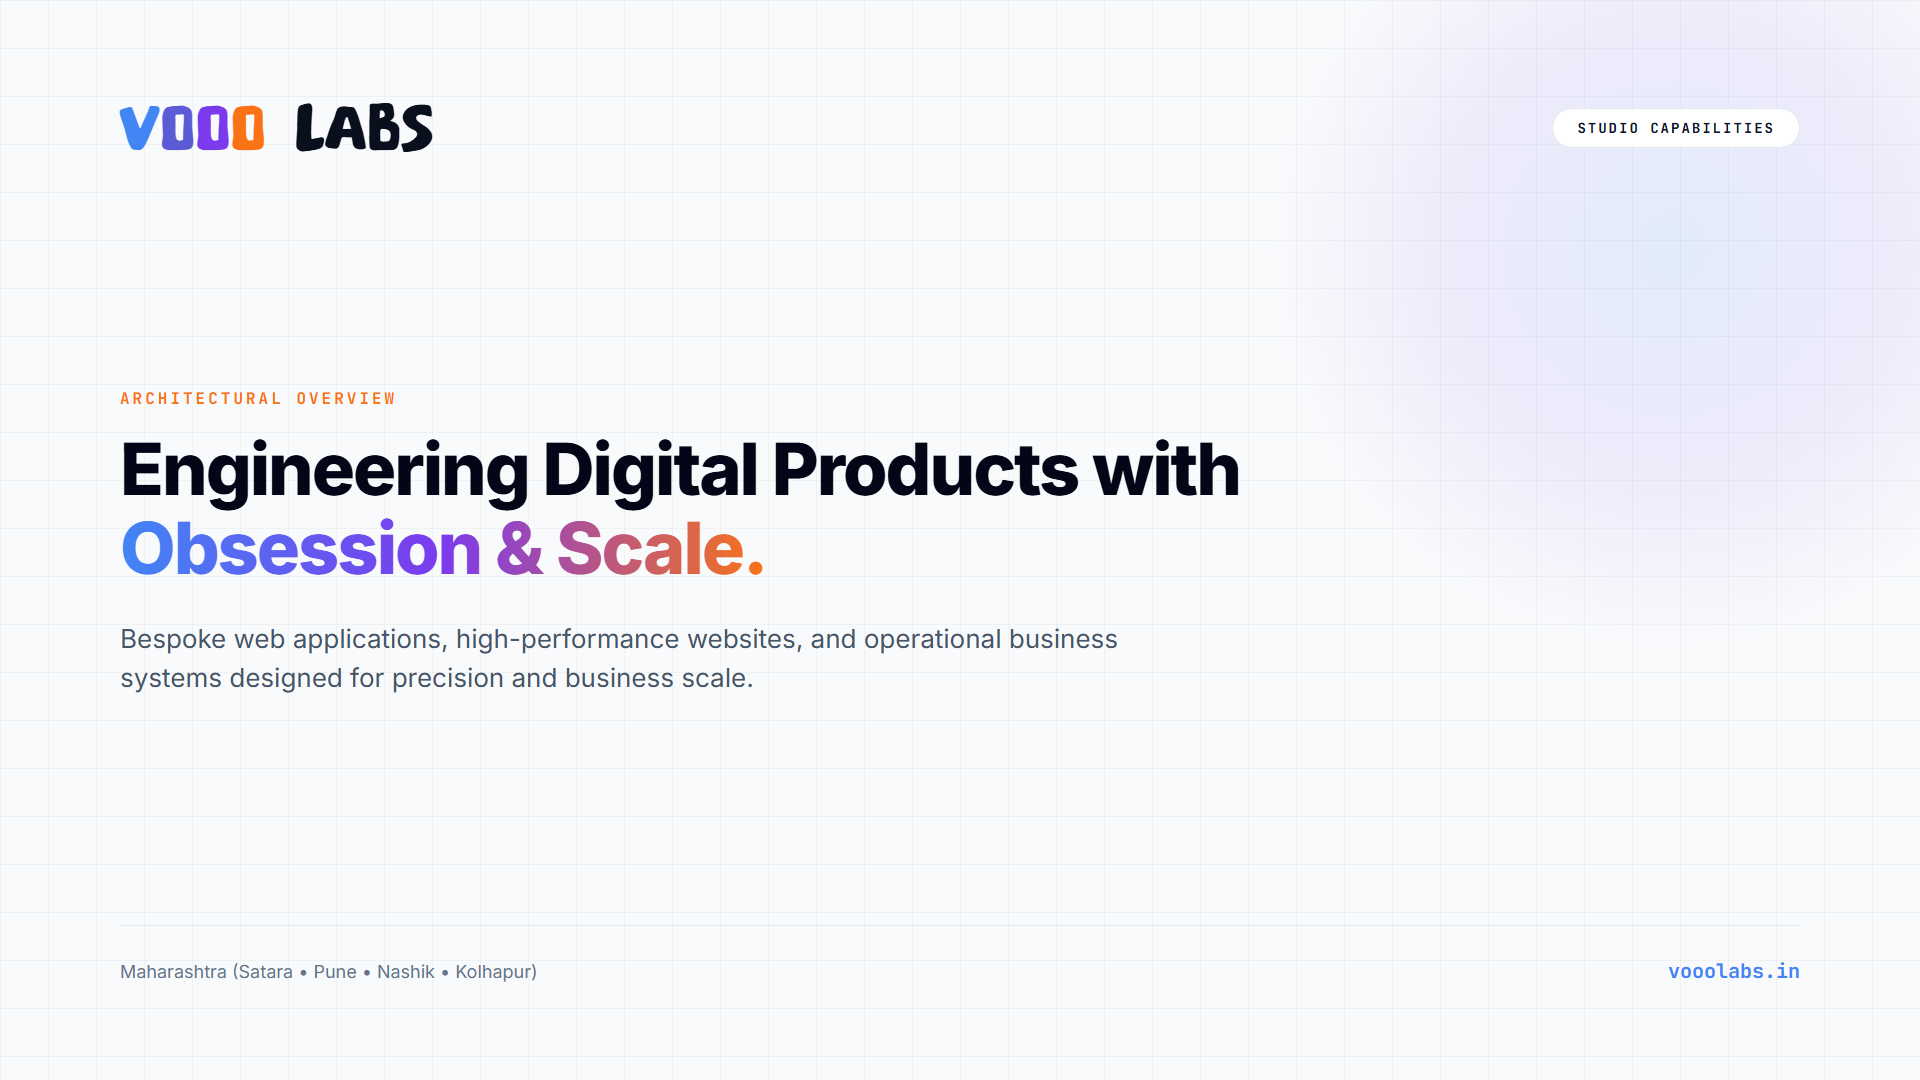 VOOO LABS
STUDIO CAPABILITIES
ARCHITECTURAL OVERVIEW
Engineering Digital Products with
Obsession & Scale.
Bespoke web applications, high-performance websites, and operational business
systems designed for precision and business scale.
Maharashtra (Satara • Pune • Nashik • Kolhapur)
vooolabs.in